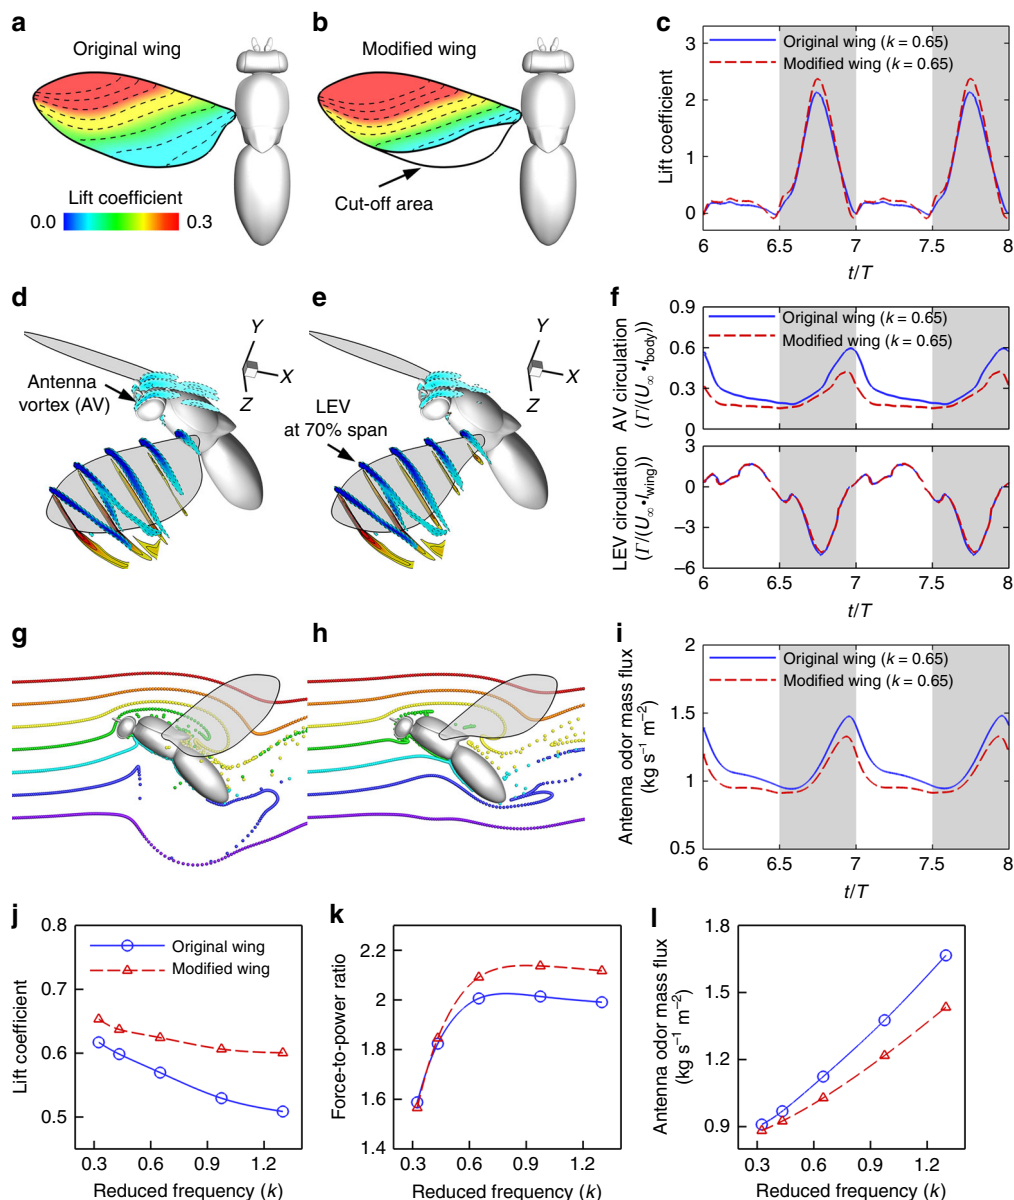 a
Original wing
Lift coefficient
0.0
0.3
b
Modified wing
Cut-off area
c
Original wing (k = 0.65)
Modified wing (k = 0.65)
Lift coefficient
3
2
1
0
6
6.5
7
7.5
8
t/T
d
Antenna
vortex (AV)
Y
X
Z
e
LEV
at 70% span
Y
X
Z
f
Original wing (k = 0.65)
Modified wing (k = 0.65)
AV circulation
(Γ/(U∞ • lbody))
0.9
0.6
0.3
0
LEV circulation
(Γ/(U∞ • lwing))
3
0
−3
−6
6
6.5
7
7.5
8
t/T
g
h
i
Original wing (k = 0.65)
Modified wing (k = 0.65)
Antenna odor mass flux
(kg s−1 m−2)
2
1.5
1
0.5
6
6.5
7
7.5
8
t/T
j
Original wing
Modified wing
Lift coefficient
0.8
0.7
0.6
0.5
0.3
0.6
0.9
1.2
Reduced frequency (k)
k
Force-to-power ratio
2.2
2
1.8
1.6
1.4
0.3
0.6
0.9
1.2
Reduced frequency (k)
l
Antenna odor mass flux
(kg s−1 m−2)
1.8
1.5
1.2
0.9
0.3
0.6
0.9
1.2
Reduced frequency (k)